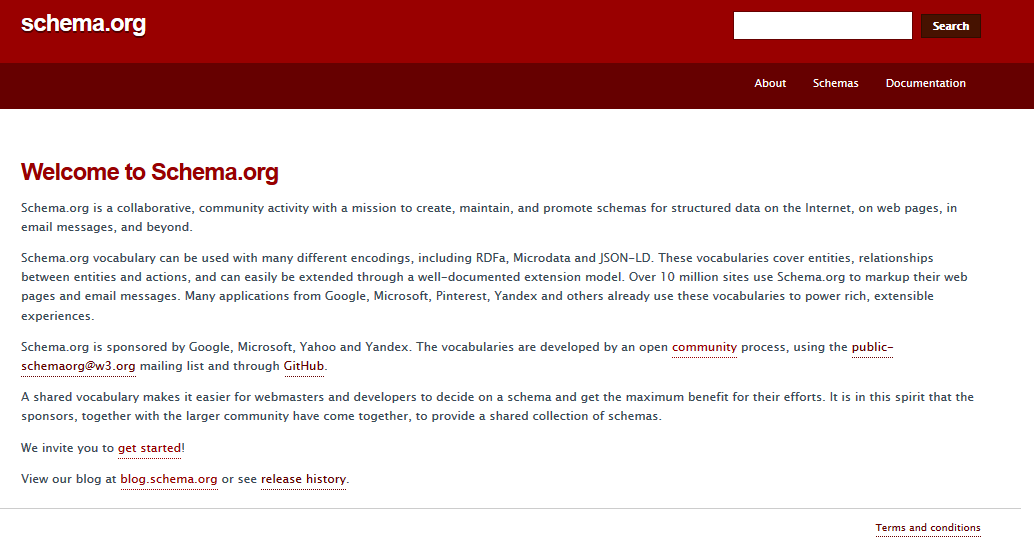 schema.org
Search
About Schemas Documentation
Welcome to Schema.org
Schema.org is a collaborative, community activity with a mission to create, maintain, and promote schemas for structured data on the Internet, on web pages, in
email messages, and beyond.
Schema.org vocabulary can be used with many different encodings, including RDFa, Microdata and JSON-LD. These vocabularies cover entities, relationships
between entities and actions, and can easily be extended through a well-documented extension model. Over 10 million sites use Schema.org to markup their web
pages and email messages. Many applications from Google, Microsoft, Pinterest, Yandex and others already use these vocabularies to power rich, extensible
experiences.
Schema.org is sponsored by Google, Microsoft, Yahoo and Yandex. The vocabularies are developed by an open community process, using the public-
schemaorg@w3.org mailing list and through GitHub.
A shared vocabulary makes it easier for webmasters and developers to decide on a schema and get the maximum benefit for their efforts. It is in this spirit that the
sponsors, together with the larger community have come together, to provide a shared collection of schemas.
We invite you to get started!
View our blog at blog.schema.org or see release history.
Terms and conditions